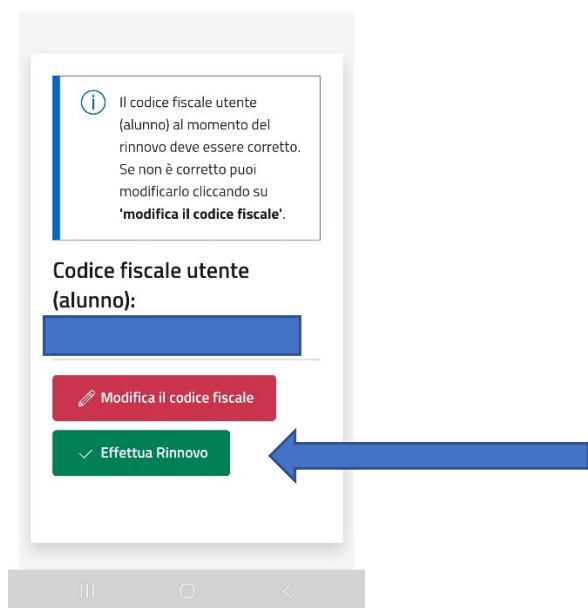 Il codice fiscale utente
(alunno) al momento del
rinnovo deve essere corretto.
Se non è corretto puoi
modificarlo cliccando su
'modifica il codice fiscale'.
Codice fiscale utente
(alunno):
Modifica il codice fiscale
Effettua Rinnovo